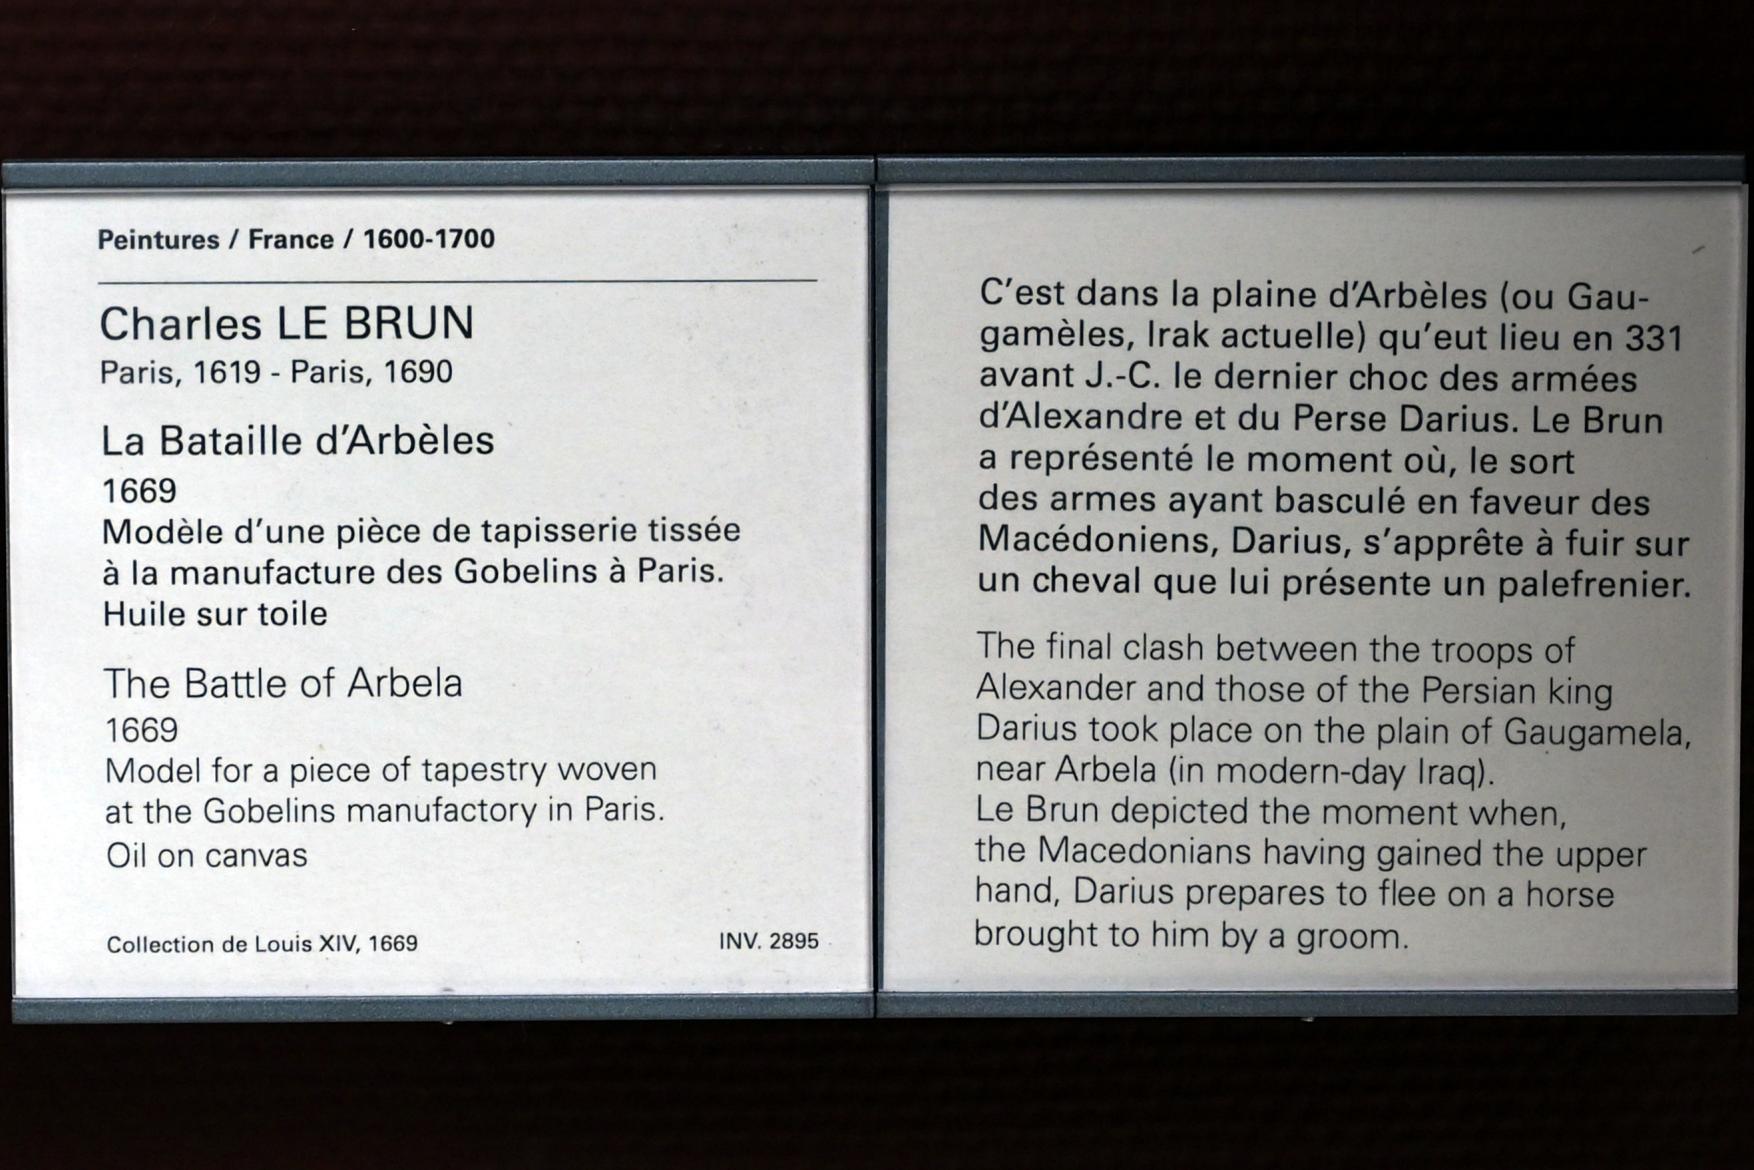 Peintures / France / 1600-1700
Charles LE BRUN
Paris, 1619 - Paris, 1690
La Bataille d'Arbèles
1669
Modèle d'une pièce de tapisserie tissée
à la manufacture des Gobelins à Paris.
Huile sur toile
The Battle of Arbela
1669
Model for a piece of tapestry woven
at the Gobelins manufactory in Paris.
Oil on canvas
Collection de Louis XIV, 1669
INV. 2895
C'est dans la plaine d'Arbèles (ou Gau-
gamèles, Irak actuelle) qu'eut lieu en 331
avant J.-C. le dernier choc des armées
d'Alexandre et du Perse Darius. Le Brun
a représenté le moment où, le sort
des armes ayant basculé en faveur des
Macédoniens, Darius, s'apprête à fuir sur
un cheval que lui présente un palefrenier.
The final clash between the troops of
Alexander and those of the Persian king
Darius took place on the plain of Gaugamela,
near Arbela (in modern-day Iraq).
Le Brun depicted the moment when,
the Macedonians having gained the upper
hand, Darius prepares to flee on a horse
brought to him by a groom.